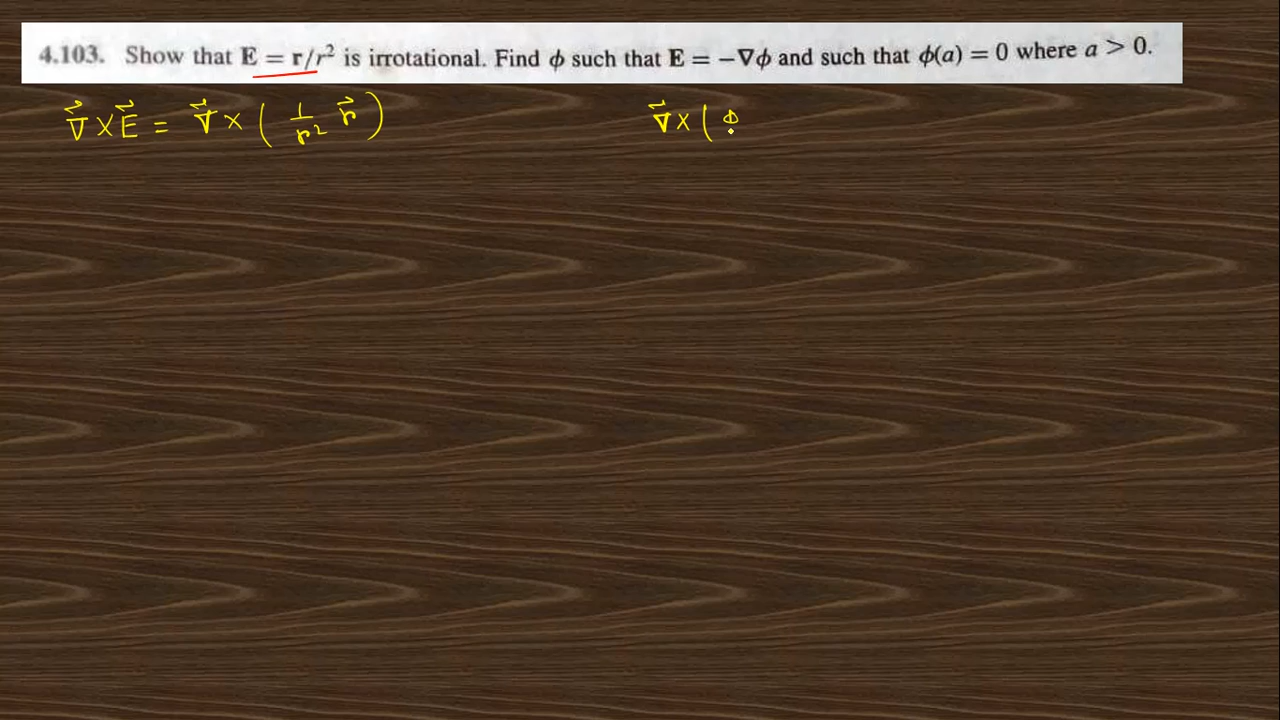 4.103. Show that E = r/r² is irrotational. Find ϕ such that E = −∇ϕ and such that ϕ(a) = 0 where a > 0.
∇⃗ × E⃗ = ∇⃗ × ( 1/r² r⃗ ) ∇⃗ × ( Φ